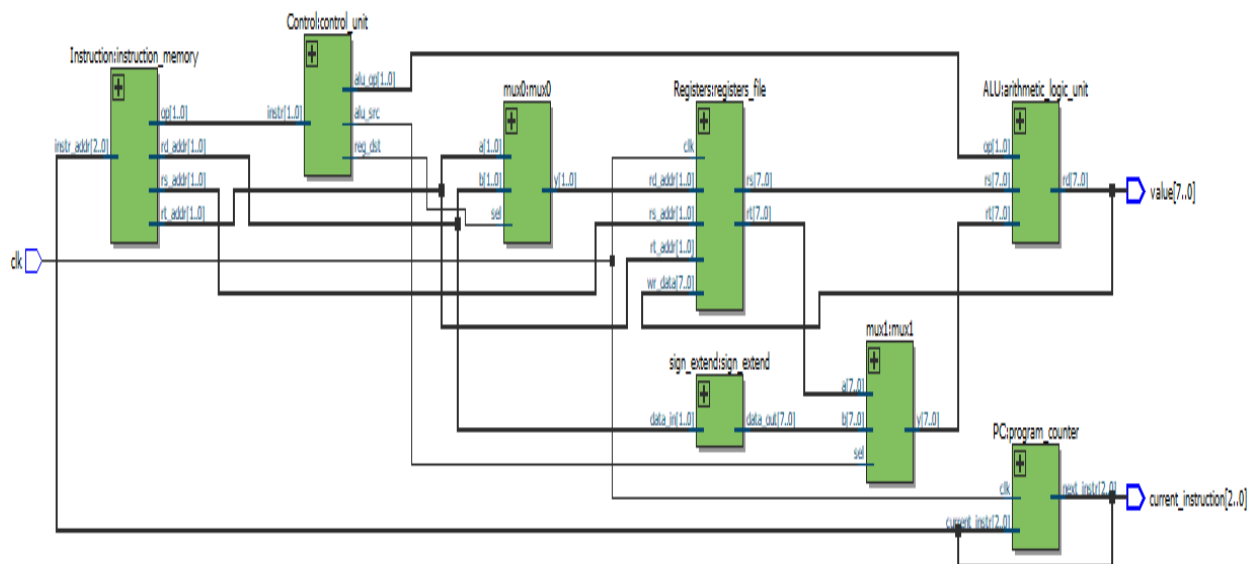 Control:control_unit
Instruction:instruction_memory
alu_op[1..0]
mux0:mux0
Registers:registers_file
ALU:arithmetic_logic_unit
op[1..0]
instr[1..0]
alu_src
instr_addr[2..0]
rd_addr[1..0]
reg_dst
a[1..0]
clk
op[1..0]
rs_addr[1..0]
b[1..0]
y[1..0]
rd_addr[1..0]
rs[7..0]
rs[7..0]
rd[7..0]
value[7..0]
rt_addr[1..0]
sel
rs_addr[1..0]
rt[7..0]
rt[7..0]
clk
rt_addr[1..0]
wr_data[7..0]
mux1:mux1
sign_extend:sign_extend
a[7..0]
data_in[1..0]
data_out[7..0]
b[7..0]
y[7..0]
PC:program_counter
sel
clk
next_instr[2..0]
current_instruction[2..0]
current_instr[2..0]